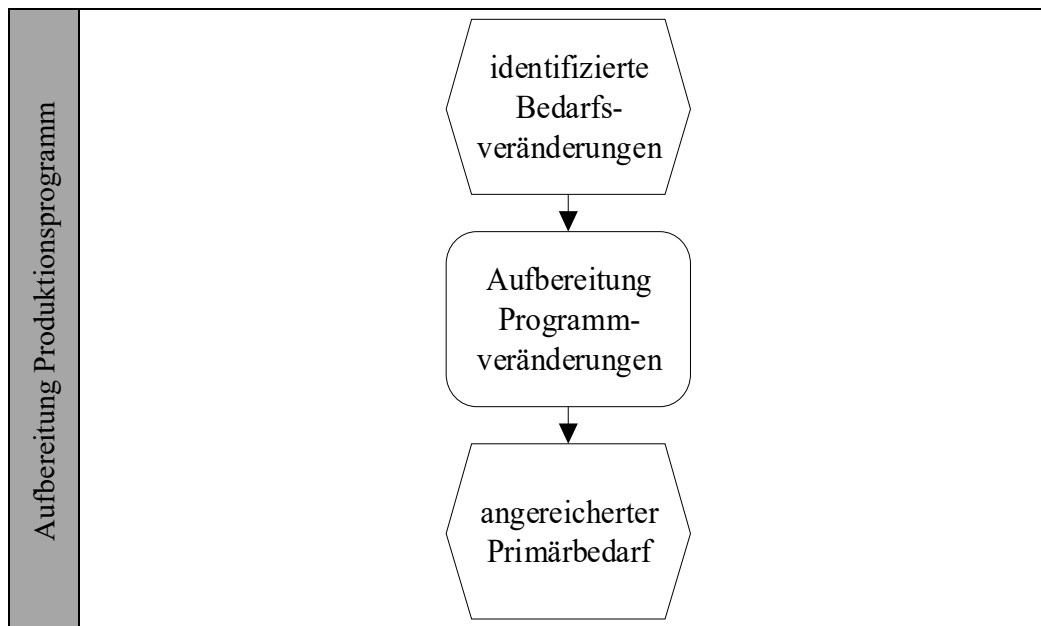 Aufbereitung Produktionsprogramm
identifizierte
Bedarfs-
veränderungen
Aufbereitung
Programm-
veränderungen
angereicherter
Primärbedarf